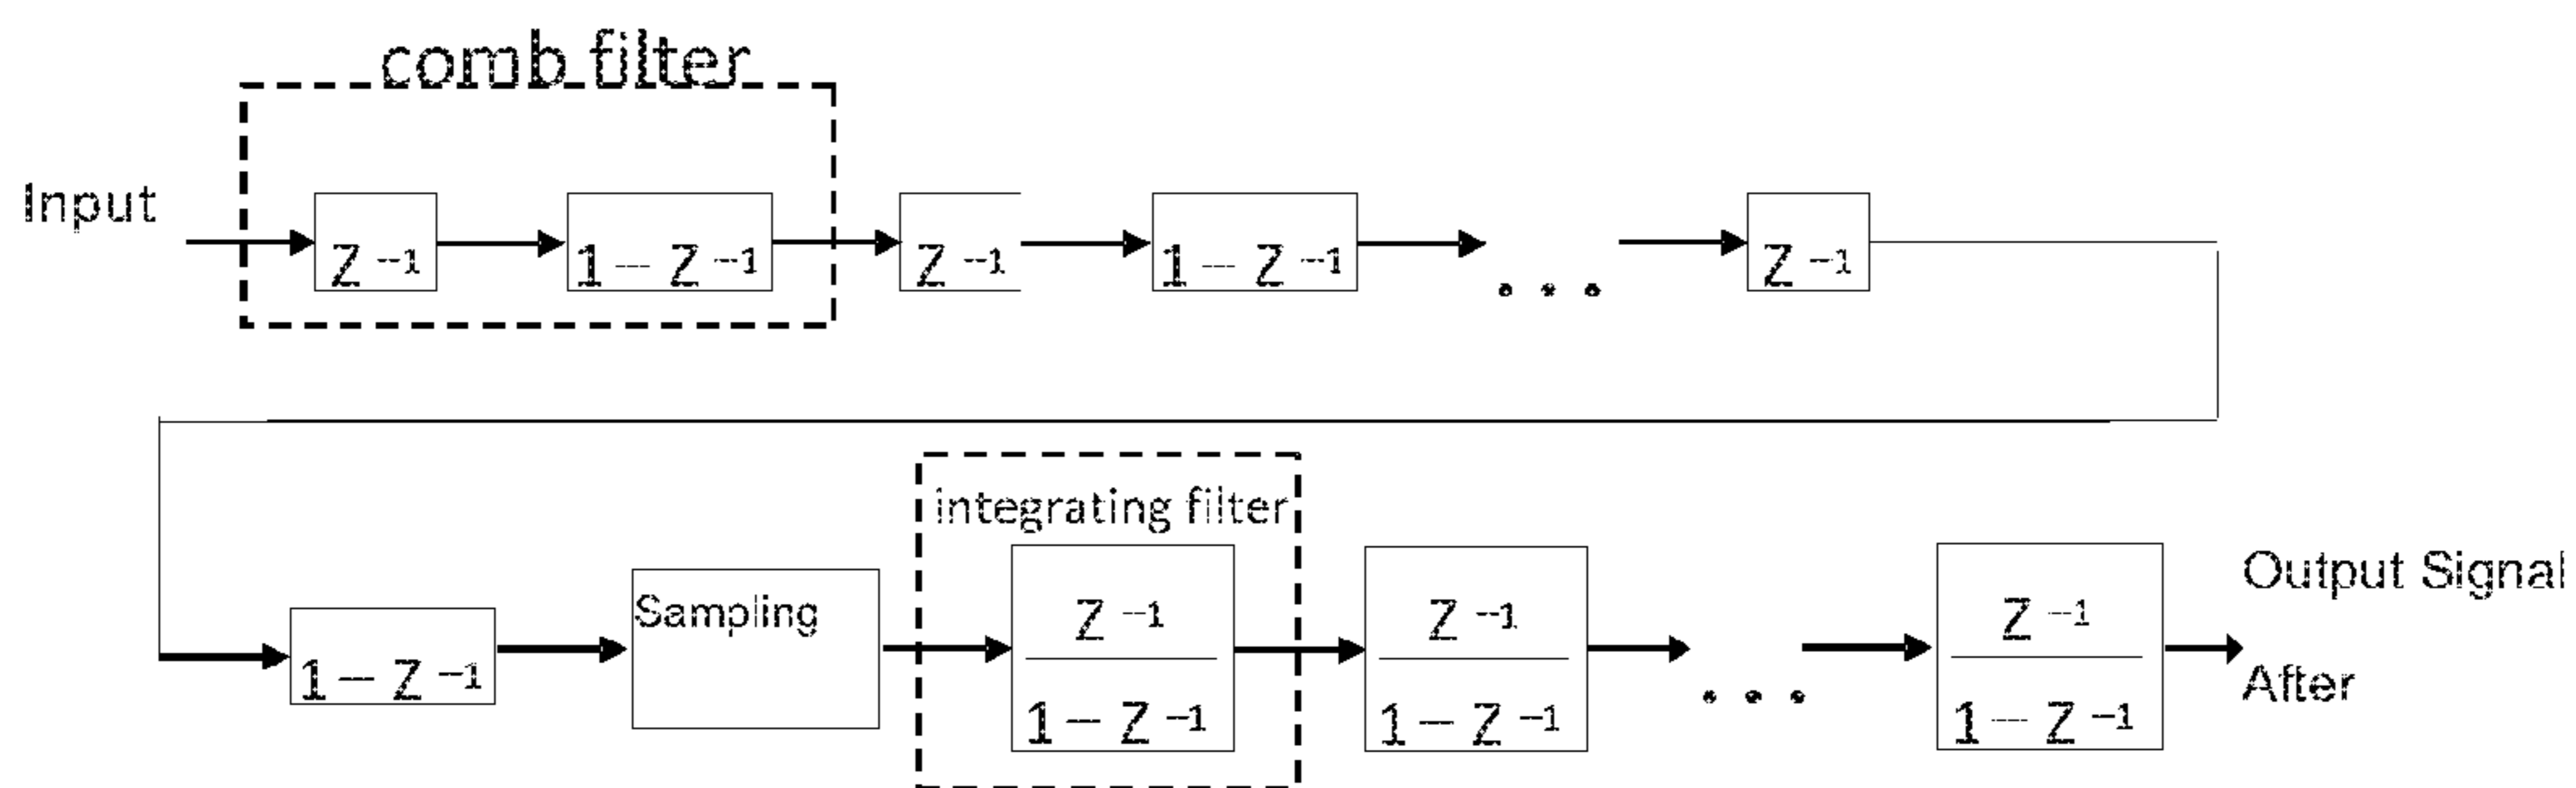 comb filter
Input
Z⁻¹
1 − Z⁻¹
Z⁻¹
1 − Z⁻¹
...
Z⁻¹
integrating filter
1 − Z⁻¹
Sampling
Z⁻¹
1 − Z⁻¹
Z⁻¹
1 − Z⁻¹
...
Z⁻¹
1 − Z⁻¹
Output Signal
After